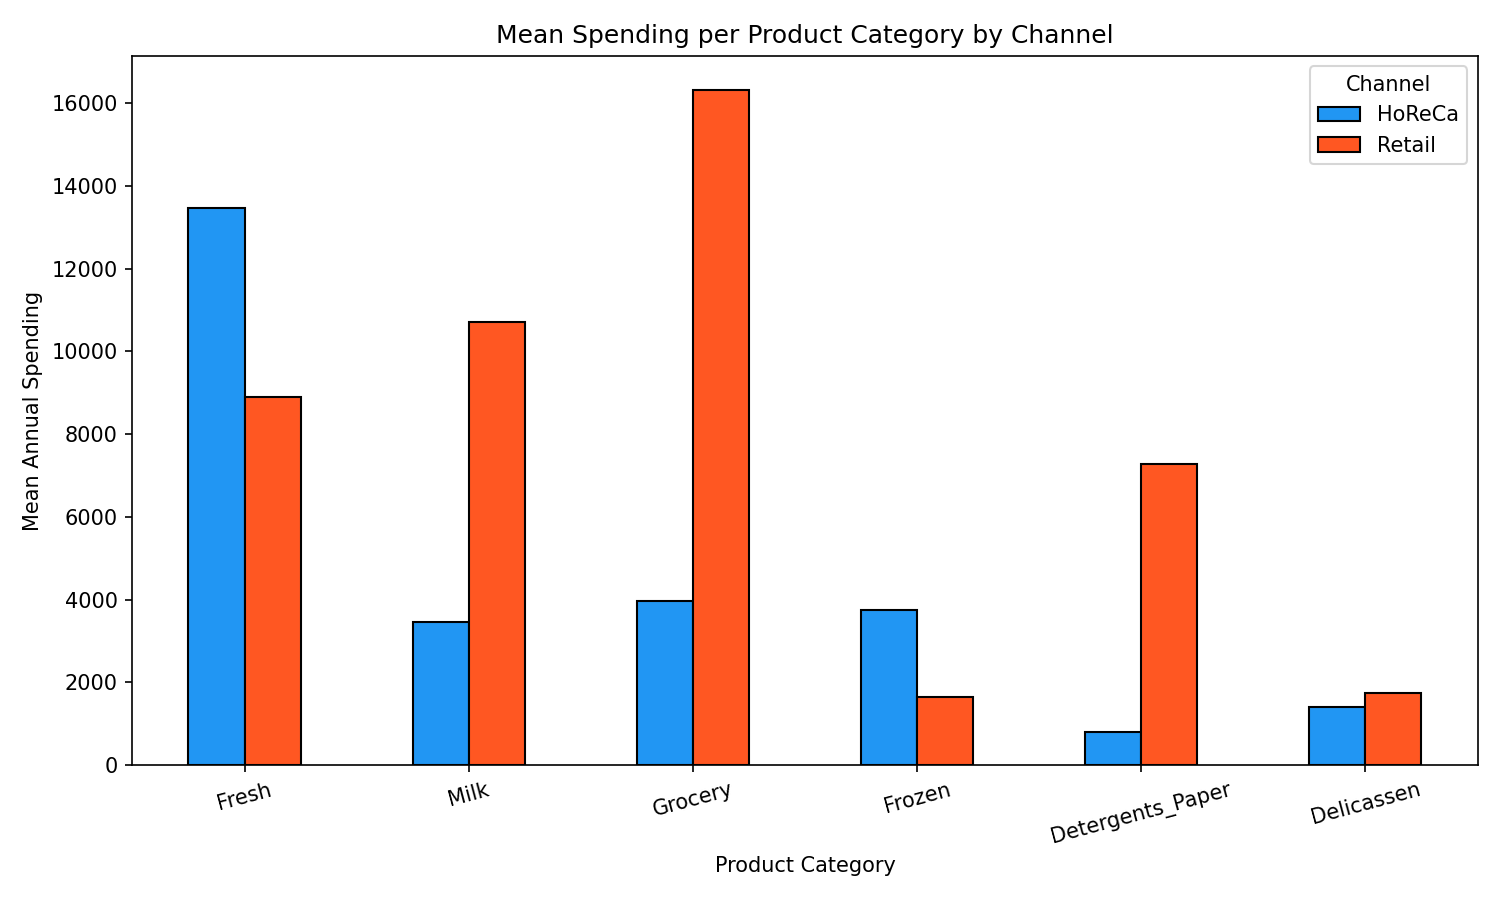 Mean Spending per Product Category by Channel
Channel
HoReCa
Retail
16000
14000
12000
10000
8000
6000
4000
2000
0
Mean Annual Spending
Fresh
Milk
Grocery
Frozen
Detergents_Paper
Delicassen
Product Category